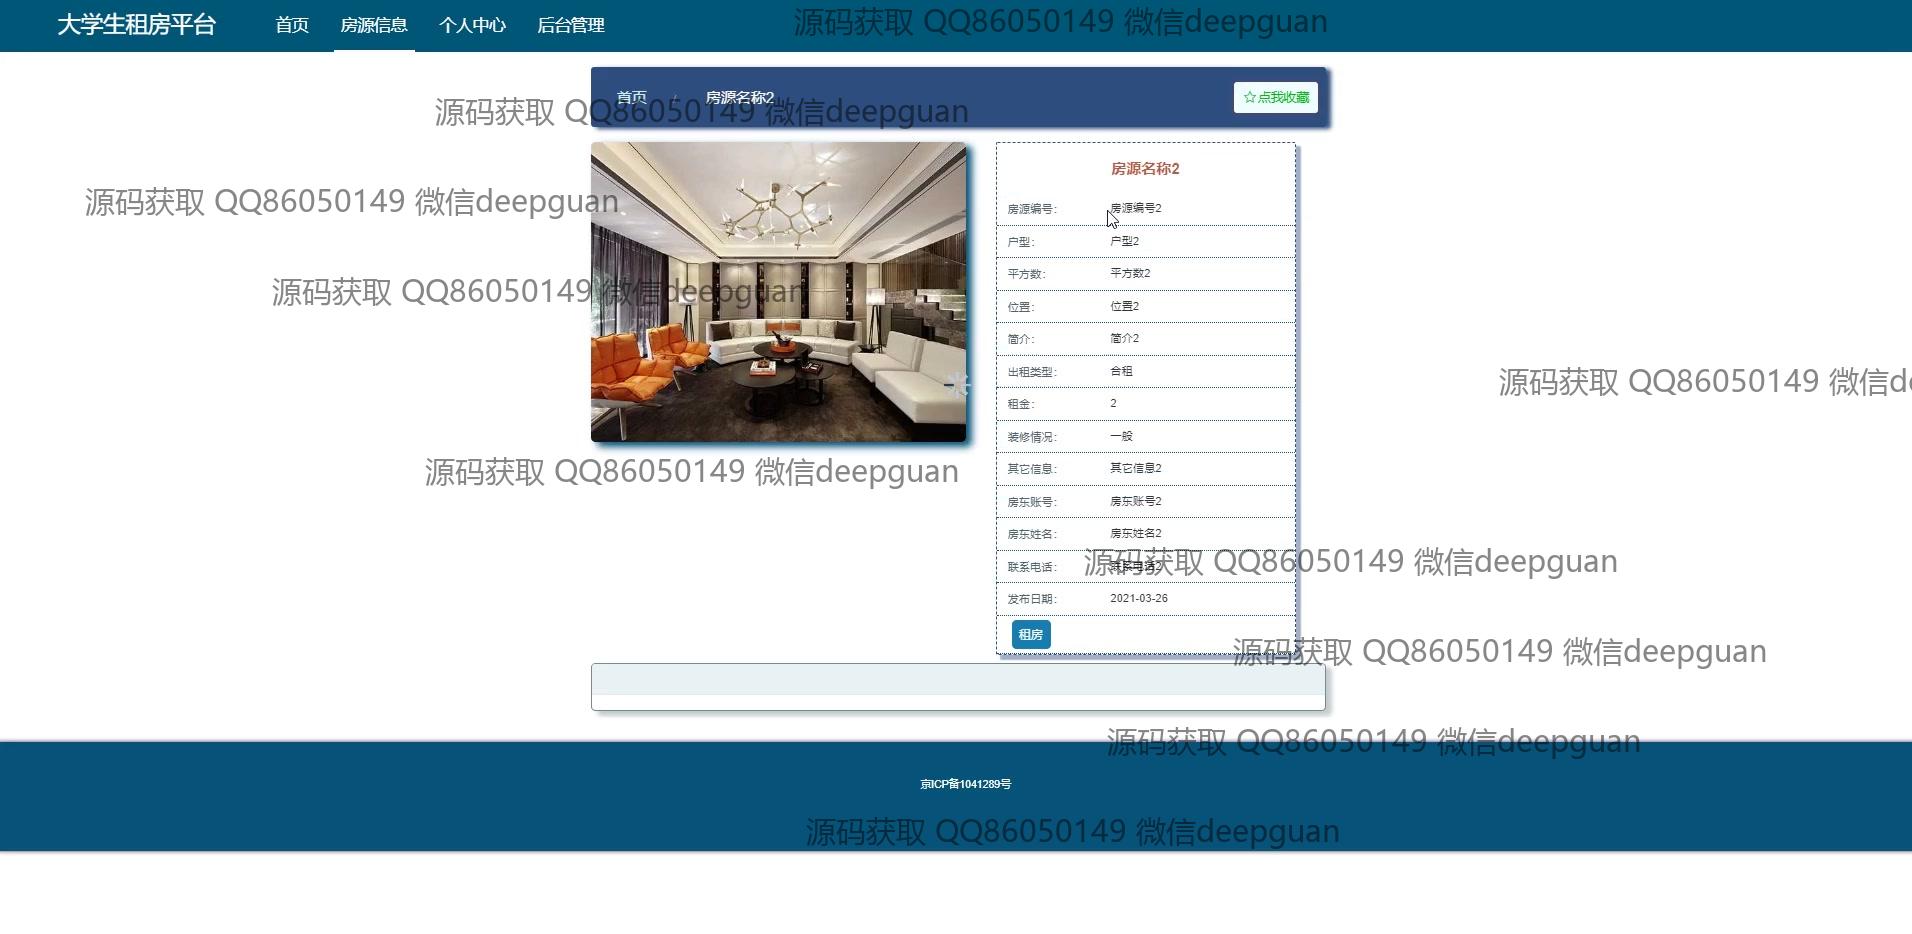 大学生租房平台 首页 房源信息 个人中心 后台管理
源码获取 QQ86050149 微信deepguan
首页 / 房源名称2 ☆点我收藏
源码获取 QQ86050149 微信deepguan
房源名称2
源码获取 QQ86050149 微信deepguan
房源编号: 房源编号2
户型: 户型2
平方数: 平方数2
源码获取 QQ86050149 微信deepguan
位置: 位置2
简介: 简介2
出租类型: 合租
源码获取 QQ86050149 微信de
租金: 2
装修情况: 一般
其它信息: 其它信息2
源码获取 QQ86050149 微信deepguan
房东账号: 房东账号2
房东姓名: 房东姓名2
联系电话: 联系电话2
源码获取 QQ86050149 微信deepguan
发布日期: 2021-03-26
租房
源码获取 QQ86050149 微信deepguan
源码获取 QQ86050149 微信deepguan
京ICP备1041289号
源码获取 QQ86050149 微信deepguan